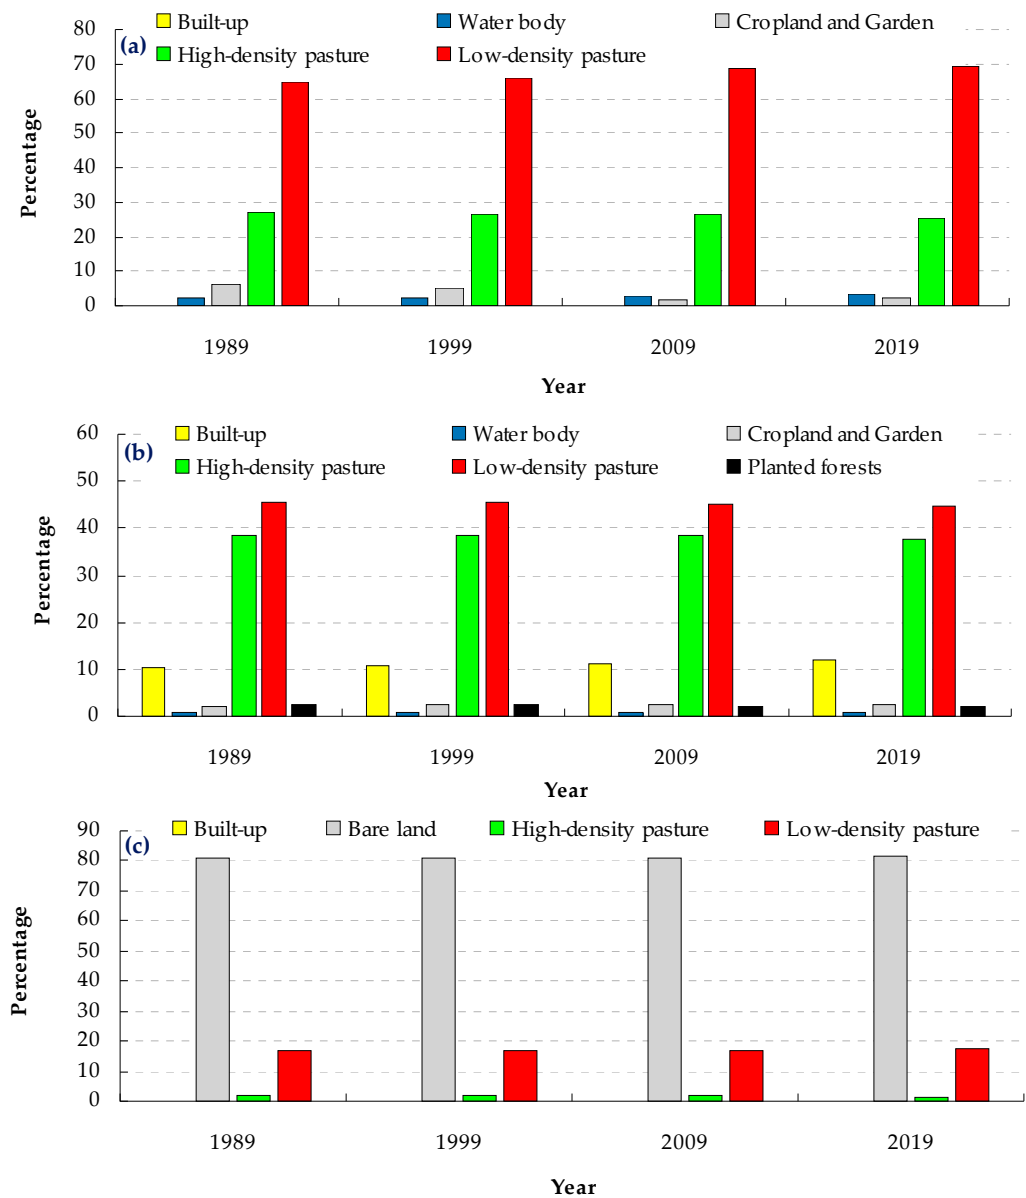 (a)
Built-up Water body Cropland and Garden
High-density pasture Low-density pasture
80
70
60
50
40
30
20
10
0
Percentage
1989 1999 2009 2019
Year
(b)
Built-up Water body Cropland and Garden
High-density pasture Low-density pasture Planted forests
60
50
40
30
20
10
0
Percentage
1989 1999 2009 2019
Year
(c)
Built-up Bare land High-density pasture Low-density pasture
90
80
70
60
50
40
30
20
10
0
Percentage
1989 1999 2009 2019
Year